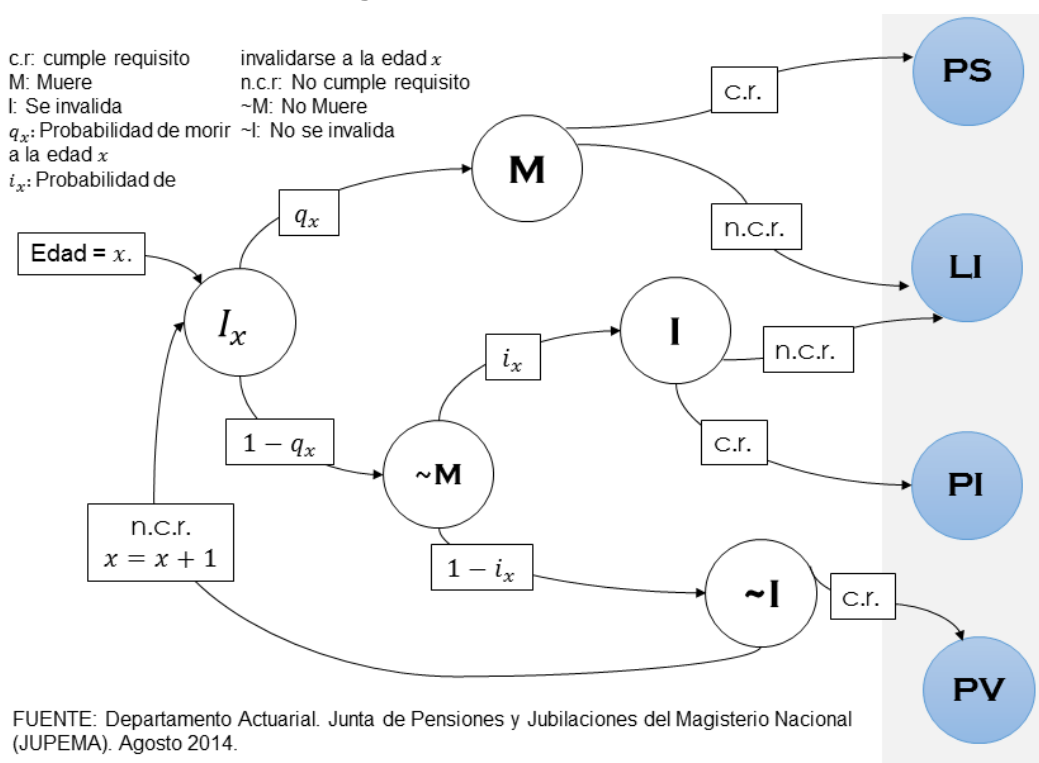 c.r: cumple requisito
M: Muere
I: Se invalida
qₓ: Probabilidad de morir
a la edad x
iₓ: Probabilidad de
invalidarse a la edad x
n.c.r: No cumple requisito
~M: No Muere
~I: No se invalida
PS
c.r.
M
qₓ
n.c.r.
Edad = x.
LI
Iₓ
I
iₓ
n.c.r.
1 − qₓ
c.r.
~M
PI
n.c.r.
x = x + 1
1 − iₓ
~I
c.r.
PV
FUENTE: Departamento Actuarial. Junta de Pensiones y Jubilaciones del Magisterio Nacional
(JUPEMA). Agosto 2014.